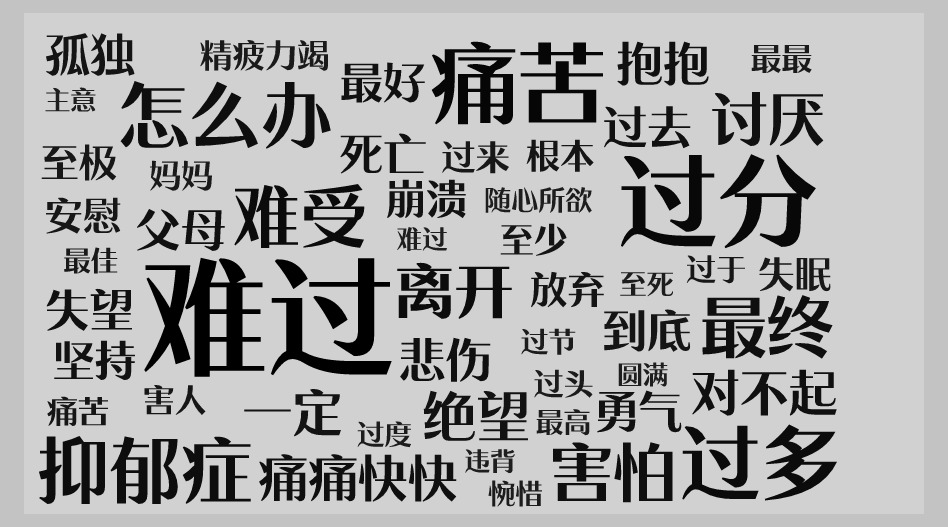 孤独
精疲力竭
最好
痛苦
抱抱
最最
主意
怎么办
过去
讨厌
死亡
过来
根本
至极
妈妈
过分
安慰
父母
难受
崩溃
随心所欲
难过
至少
最佳
难过
离开
放弃
至死
过于
失眠
失望
最终
坚持
悲伤
过节
到底
过头
圆满
痛苦
害人
一定
过度
绝望
最高
勇气
对不起
抑郁症
痛痛快快
违背
惋惜
害怕
过多